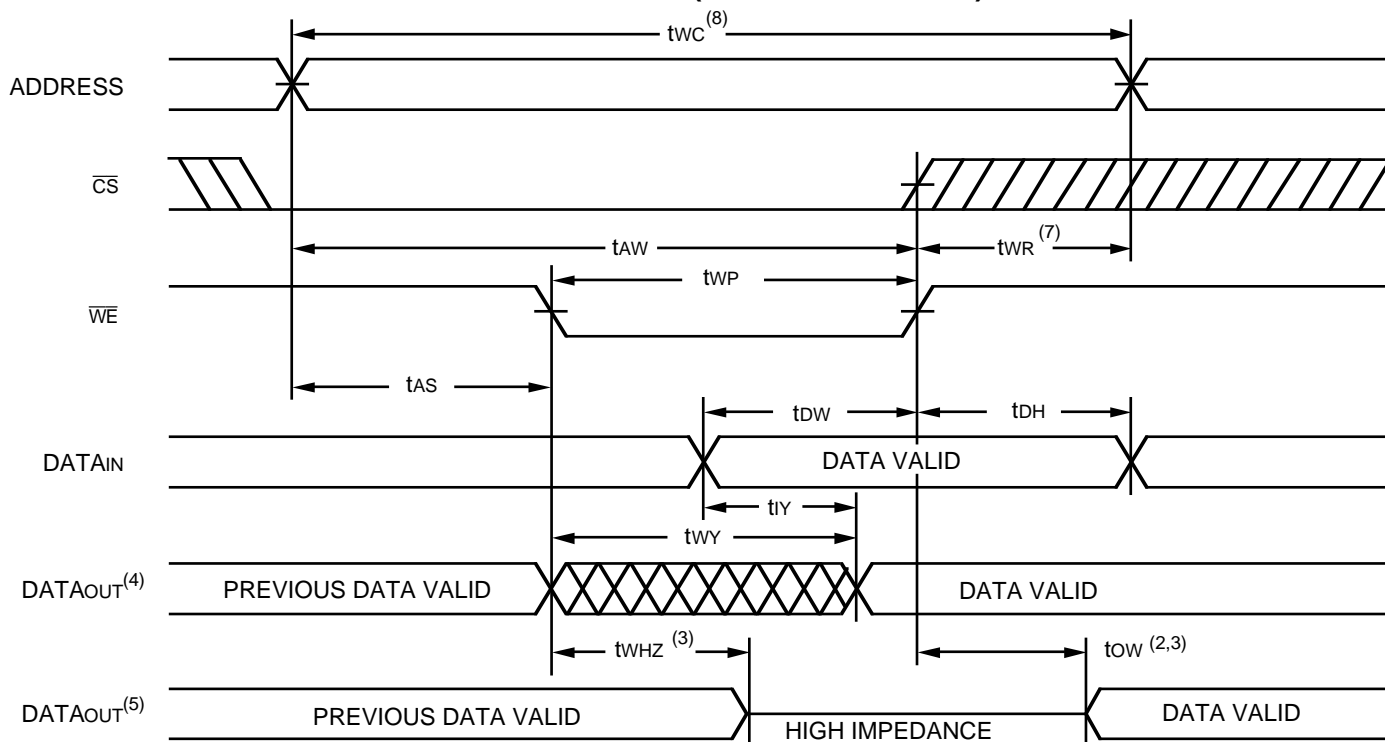 tWC(8)
ADDRESS
CS
tAW
tWR (7)
tWP
WE
tAS
tDW
tDH
DATAIN
DATA VALID
tIY
tWY
DATAOUT(4)
PREVIOUS DATA VALID
DATA VALID
tWHZ (3)
tOW (2,3)
DATAOUT(5)
PREVIOUS DATA VALID
HIGH IMPEDANCE
DATA VALID